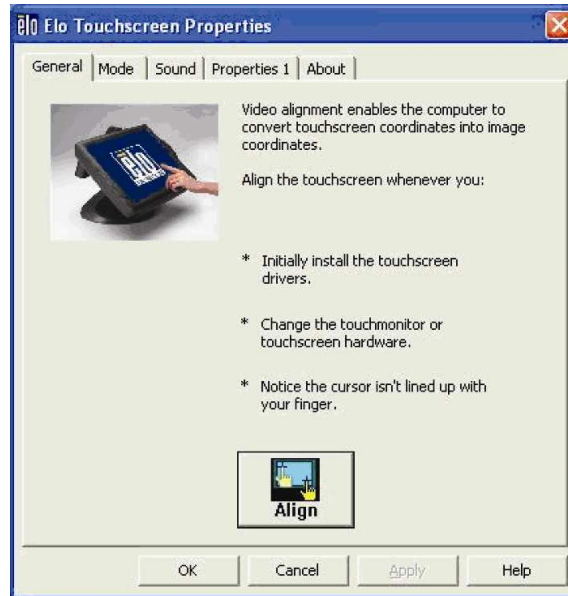 elo Elo Touchscreen Properties
General Mode Sound Properties 1 About
elo
Video alignment enables the computer to
convert touchscreen coordinates into image
coordinates.
Align the touchscreen whenever you:
* Initially install the touchscreen
drivers.
* Change the touchmonitor or
touchscreen hardware.
* Notice the cursor isn't lined up with
your finger.
Align
OK Cancel Apply Help